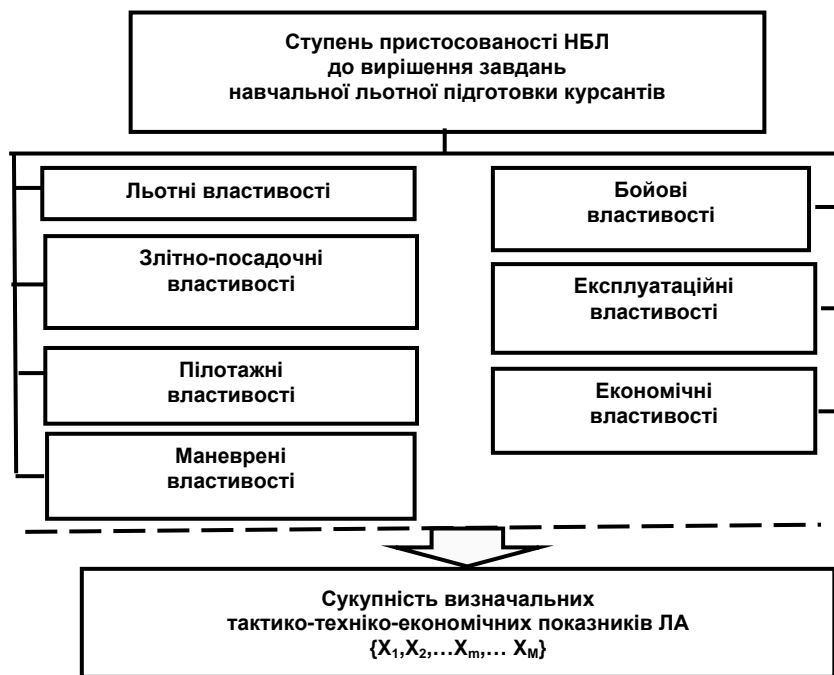 Ступень пристосованості НБЛ
до вирішення завдань
навчальної льотної підготовки курсантів
Льотні властивості
Злітно-посадочні
властивості
Пілотажні
властивості
Маневрені
властивості
Бойові
властивості
Експлуатаційні
властивості
Економічні
властивості
Сукупність визначальних
тактико-техніко-економічних показників ЛА
{X₁,X₂,…Xₘ,… X_M}